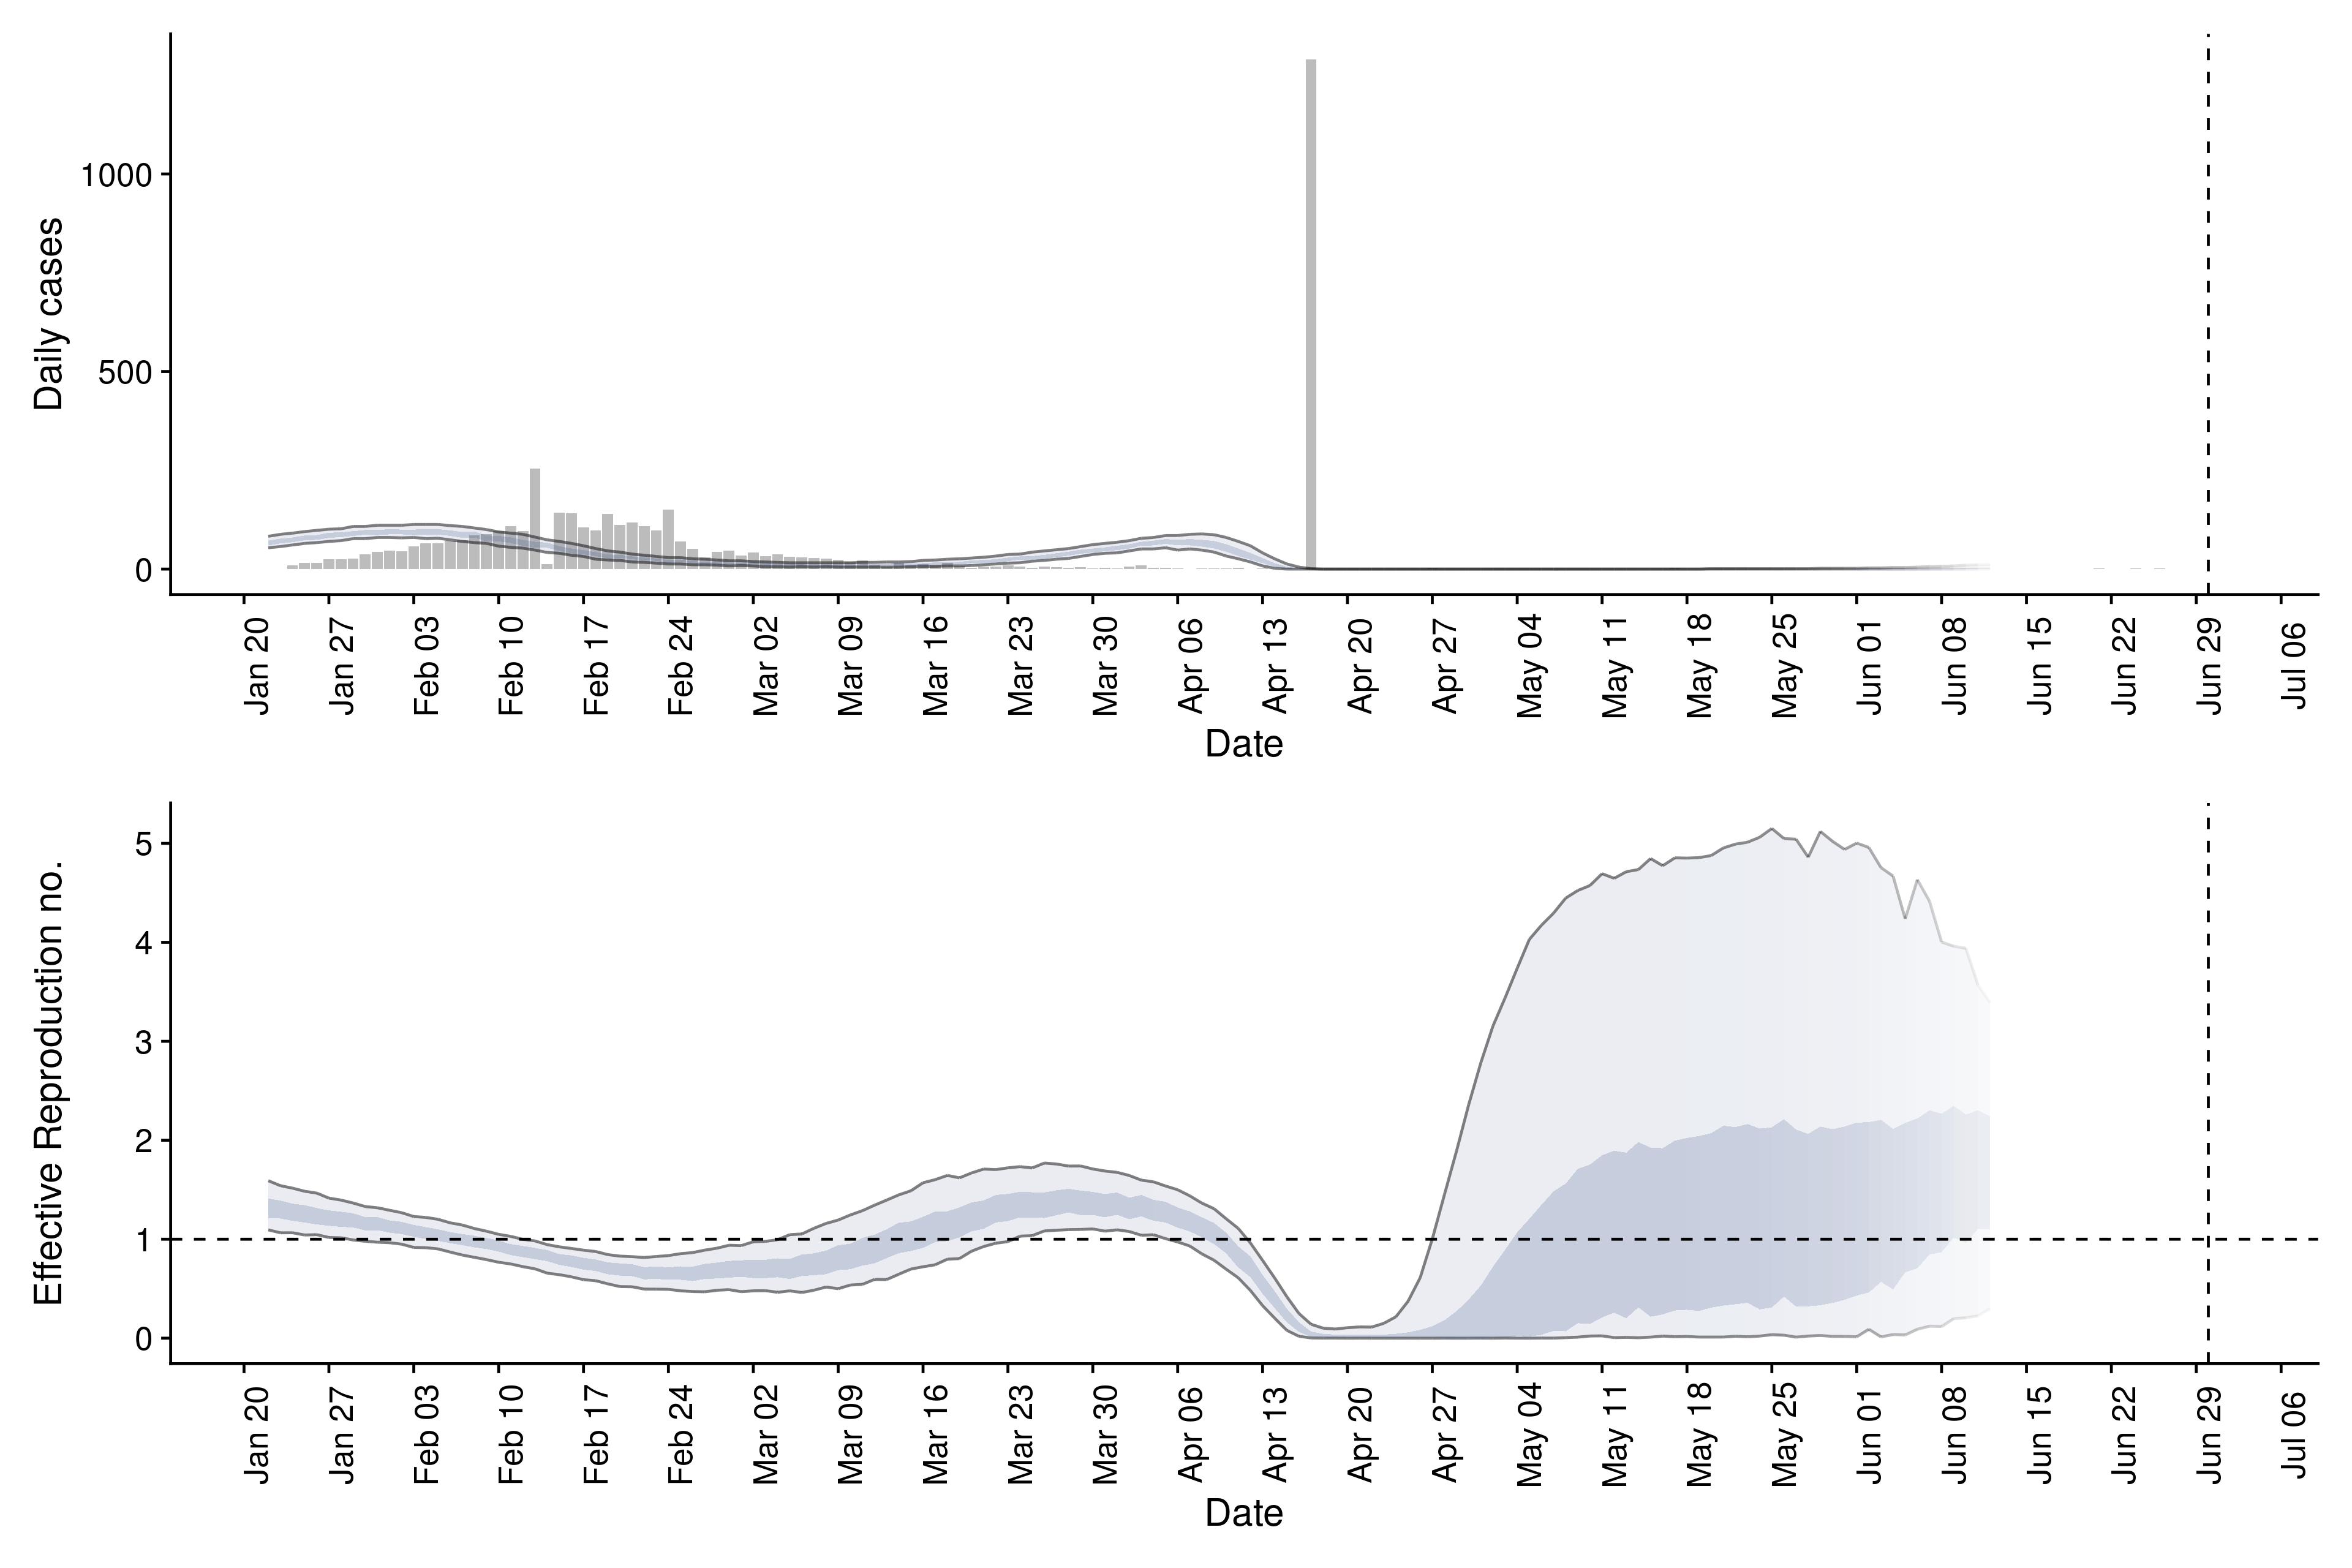 Daily cases
1000
500
0
Jan 20
Jan 27
Feb 03
Feb 10
Feb 17
Feb 24
Mar 02
Mar 09
Mar 16
Mar 23
Mar 30
Apr 06
Apr 13
Apr 20
Apr 27
May 04
May 11
May 18
May 25
Jun 01
Jun 08
Jun 15
Jun 22
Jun 29
Jul 06
Date
Effective Reproduction no.
5
4
3
2
1
0
Jan 20
Jan 27
Feb 03
Feb 10
Feb 17
Feb 24
Mar 02
Mar 09
Mar 16
Mar 23
Mar 30
Apr 06
Apr 13
Apr 20
Apr 27
May 04
May 11
May 18
May 25
Jun 01
Jun 08
Jun 15
Jun 22
Jun 29
Jul 06
Date